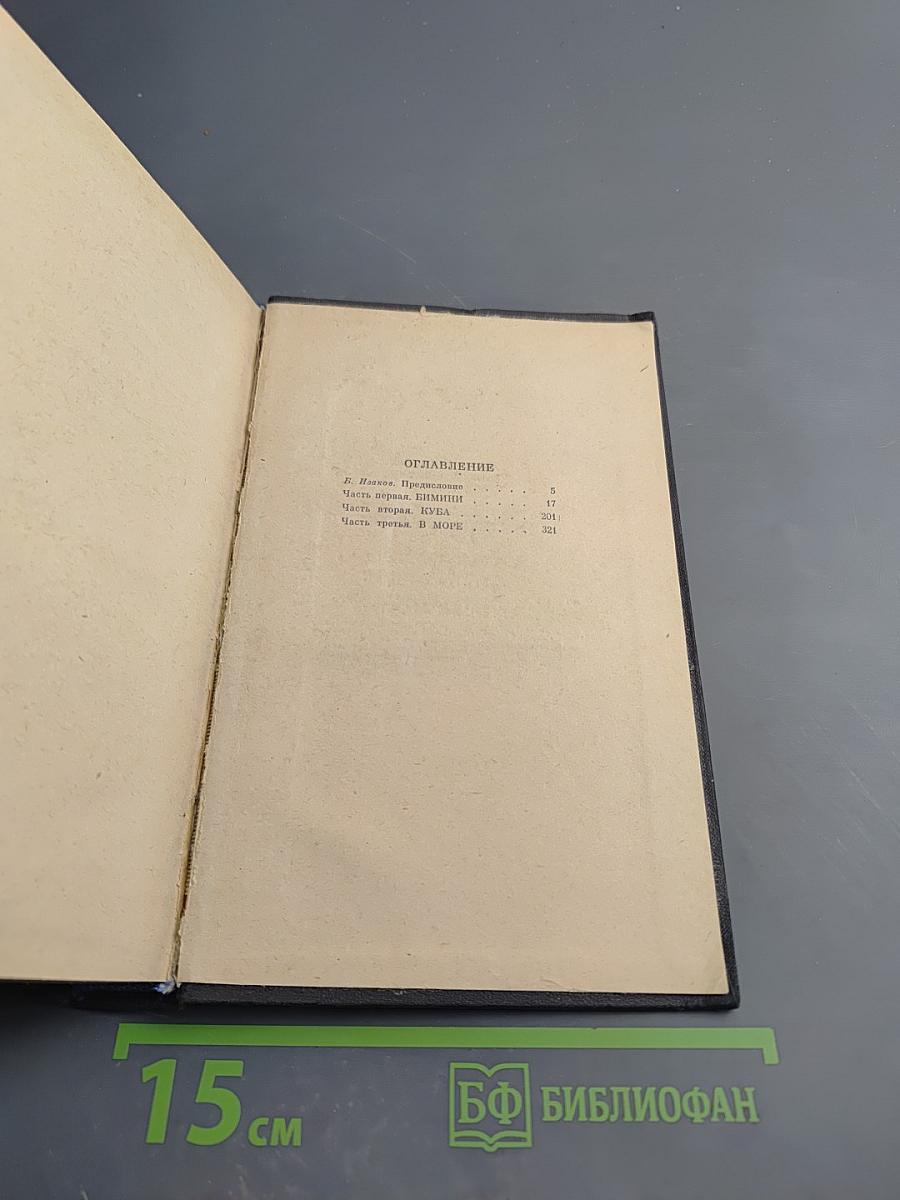 ОГЛАВЛЕНИЕ
Б. Изаков. Предисловие . . . . . 5
Часть первая. БИМИНИ . . . . . 17
Часть вторая. КУБА . . . . . . 201
Часть третья. В МОРЕ . . . . . 321
15 см
БФ БИБЛИОФАН